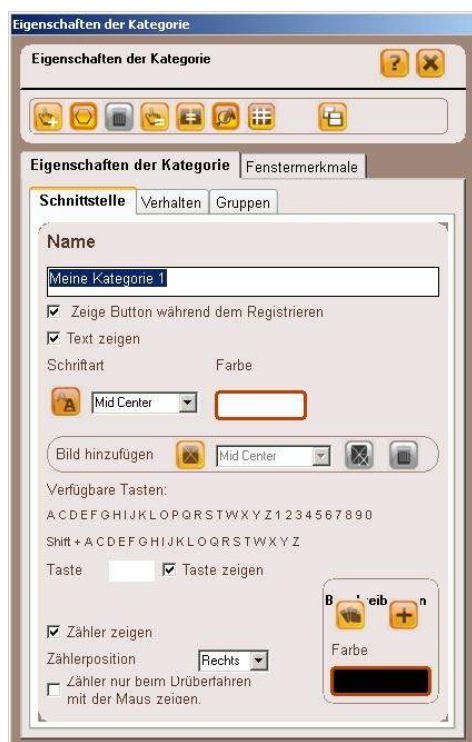 Eigenschaften der Kategorie
Eigenschaften der Kategorie
?
Eigenschaften der Kategorie Fenstermerkmale
Schnittstelle Verhalten Gruppen
Name
Meine Kategorie 1
Zeige Button während dem Registrieren
Text zeigen
Schriftart Farbe
A Mid Center
Bild hinzufügen Mid Center
Verfügbare Tasten:
A C D E F G H I J K L O P Q R S T W X Y Z 1 2 3 4 5 6 7 8 9 0
Shift + A C D E F G H I J K L O Q R S T W X Y Z
Taste Taste zeigen
Zähler zeigen
Farbe
Zählerposition Rechts
Zähler nur beim Drüberfahren
mit der Maus zeigen.